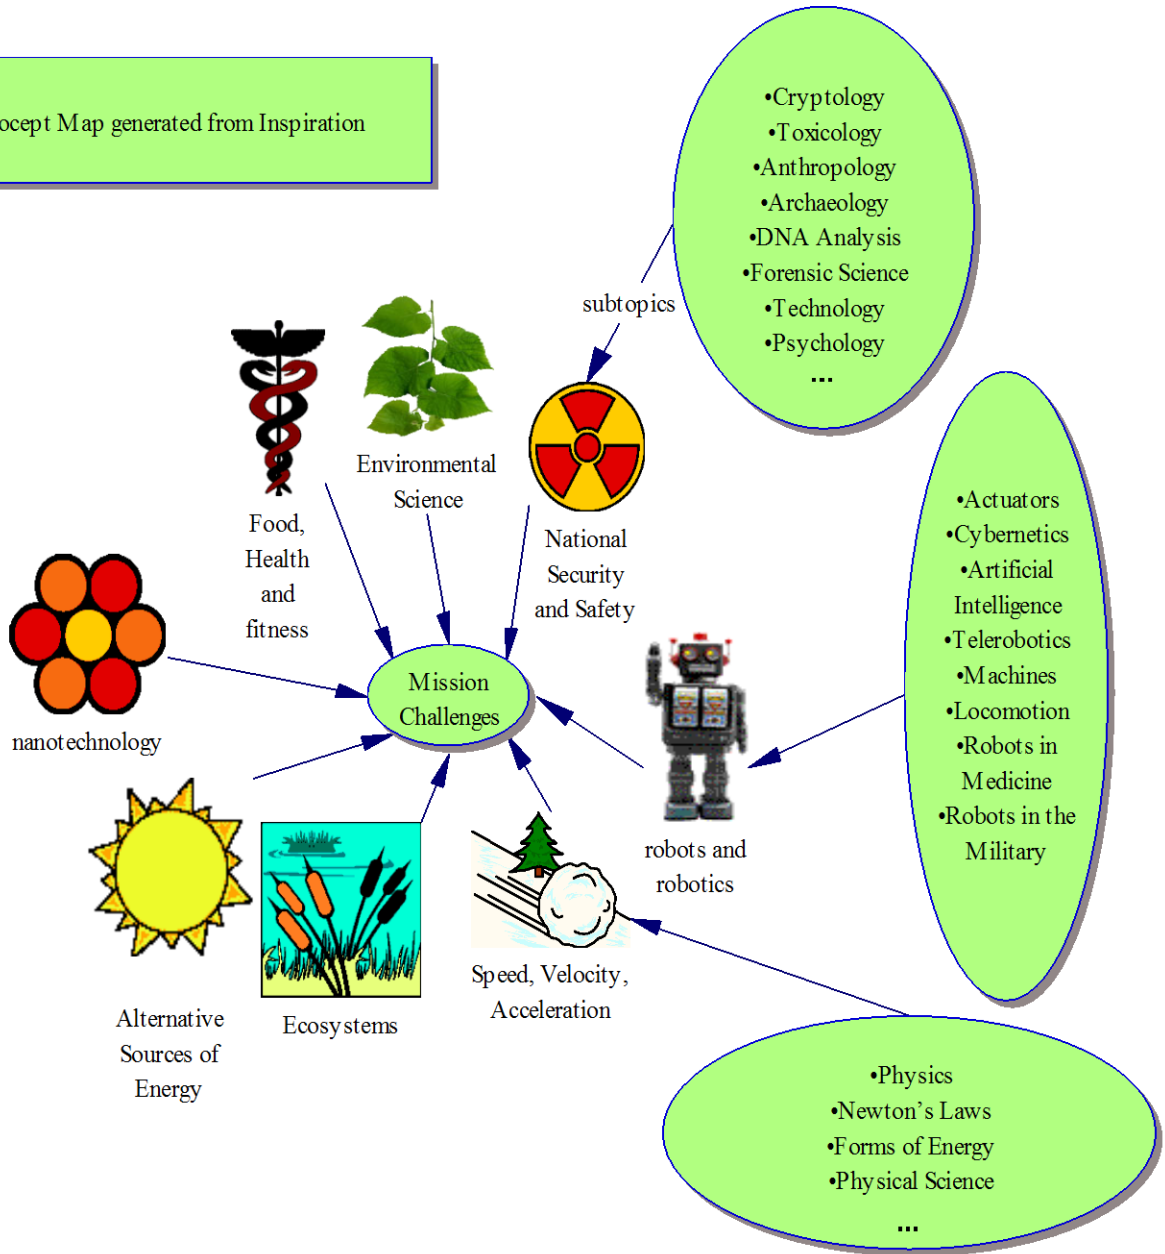 ocept Map generated from Inspiration
•Cryptology
•Toxicology
•Anthropology
•Archaeology
•DNA Analysis
•Forensic Science
•Technology
•Psychology
...
subtopics
Environmental
Science
Food,
Health
and
fitness
National
Security
and Safety
•Actuators
•Cybernetics
•Artificial
Intelligence
•Telerobotics
•Machines
•Locomotion
•Robots in
Medicine
•Robots in the
Military
Mission
Challenges
nanotechnology
robots and
robotics
Speed, Velocity,
Acceleration
Ecosystems
Alternative
Sources of
Energy
•Physics
•Newton’s Laws
•Forms of Energy
•Physical Science
...